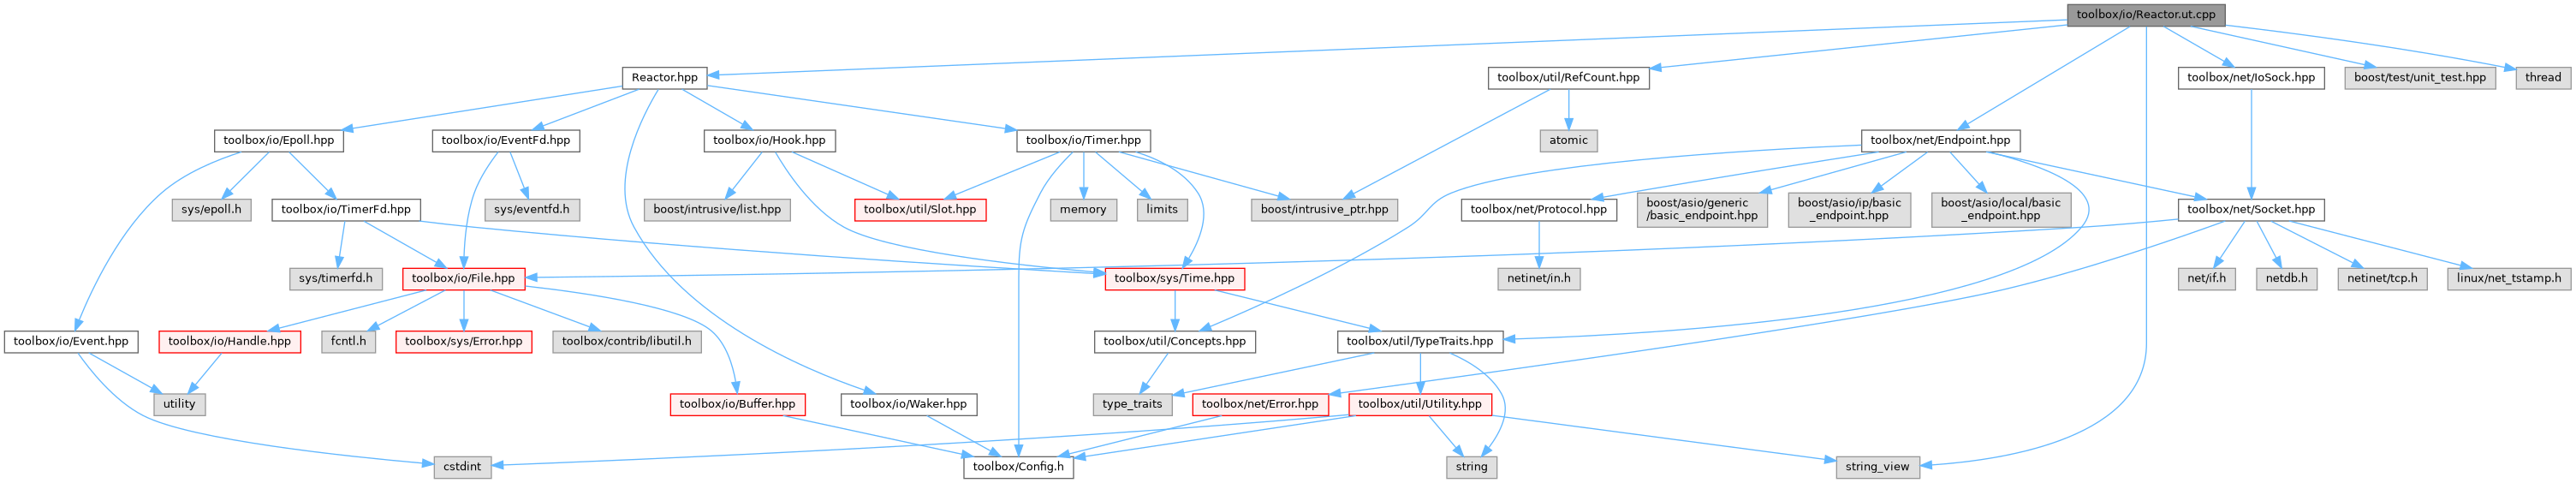 toolbox/io/Reactor.ut.cpp
Reactor.hpp
toolbox/util/RefCount.hpp
toolbox/net/IoSock.hpp
boost/test/unit_test.hpp
thread
toolbox/io/Epoll.hpp
toolbox/io/EventFd.hpp
toolbox/io/Hook.hpp
toolbox/io/Timer.hpp
atomic
toolbox/net/Endpoint.hpp
sys/epoll.h
toolbox/io/TimerFd.hpp
sys/eventfd.h
boost/intrusive/list.hpp
toolbox/util/Slot.hpp
memory
limits
boost/intrusive_ptr.hpp
toolbox/net/Protocol.hpp
boost/asio/generic
/basic_endpoint.hpp
boost/asio/ip/basic
_endpoint.hpp
boost/asio/local/basic
_endpoint.hpp
toolbox/net/Socket.hpp
sys/timerfd.h
toolbox/io/File.hpp
toolbox/sys/Time.hpp
netinet/in.h
net/if.h
netdb.h
netinet/tcp.h
linux/net_tstamp.h
toolbox/io/Event.hpp
toolbox/io/Handle.hpp
fcntl.h
toolbox/sys/Error.hpp
toolbox/contrib/libutil.h
toolbox/util/Concepts.hpp
toolbox/util/TypeTraits.hpp
utility
toolbox/io/Buffer.hpp
toolbox/io/Waker.hpp
type_traits
toolbox/net/Error.hpp
toolbox/util/Utility.hpp
cstdint
toolbox/Config.h
string
string_view